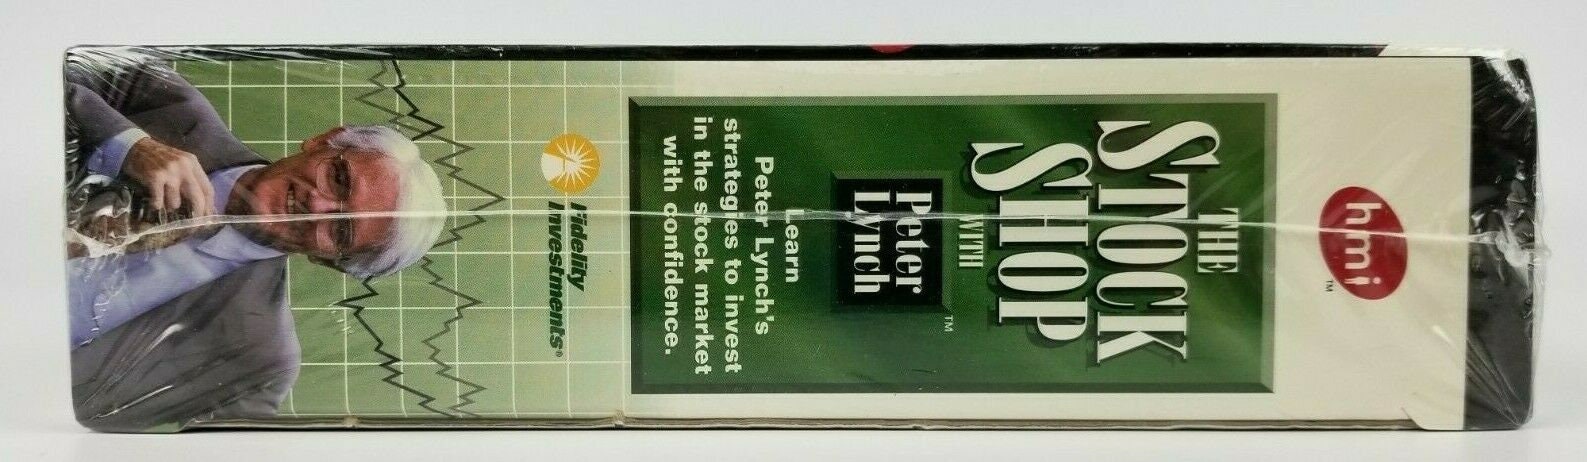 hmi
™
THE
STOCK
SHOP
WITH
Peter
Lynch
™
Learn
Peter Lynch's
strategies to invest
in the stock market
with confidence.
Fidelity
Investments®